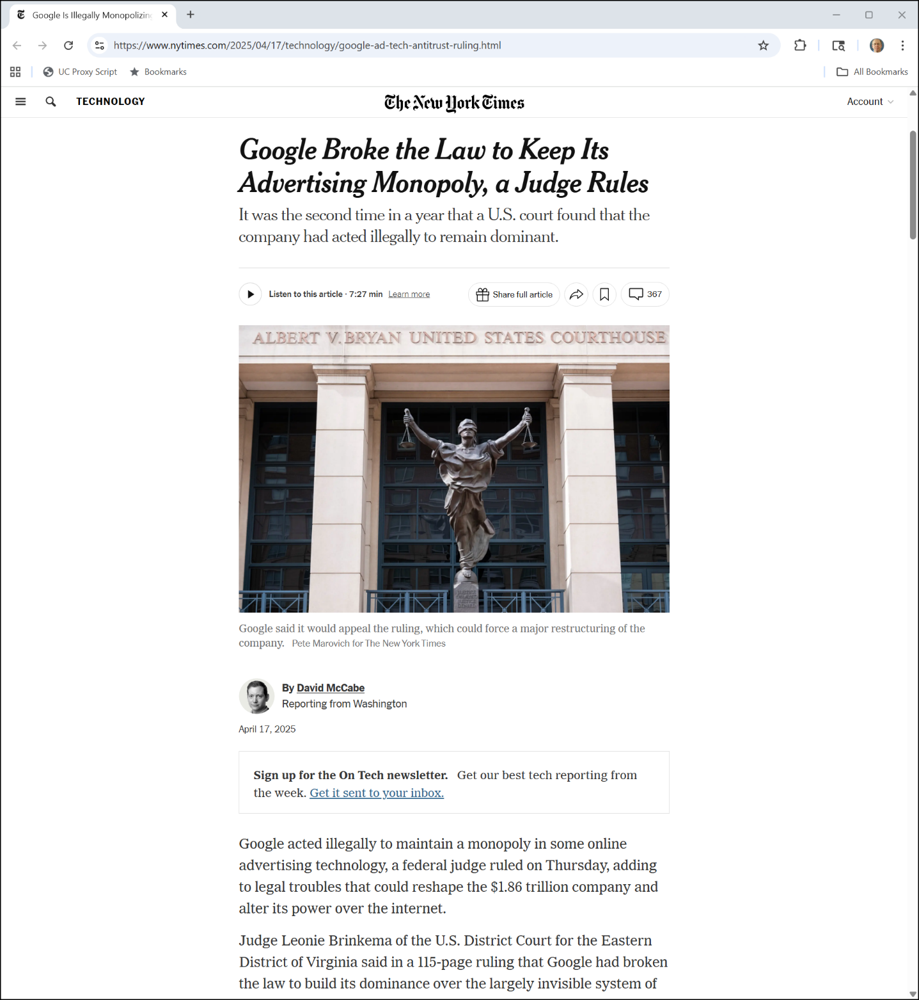 Google Is Illegally Monopolizin
https://www.nytimes.com/2025/04/17/technology/google-ad-tech-antitrust-ruling.html
UC Proxy Script
Bookmarks
All Bookmarks
TECHNOLOGY
The New York Times
Account
Google Broke the Law to Keep Its
Advertising Monopoly, a Judge Rules
It was the second time in a year that a U.S. court found that the
company had acted illegally to remain dominant.
Listen to this article · 7:27 min Learn more
Share full article
367
ALBERT V. BRYAN UNITED STATES COURTHOUSE
Google said it would appeal the ruling, which could force a major restructuring of the
company. Pete Marovich for The New York Times
By David McCabe
Reporting from Washington
April 17, 2025
Sign up for the On Tech newsletter. Get our best tech reporting from
the week. Get it sent to your inbox.
Google acted illegally to maintain a monopoly in some online
advertising technology, a federal judge ruled on Thursday, adding
to legal troubles that could reshape the $1.86 trillion company and
alter its power over the internet.
Judge Leonie Brinkema of the U.S. District Court for the Eastern
District of Virginia said in a 115-page ruling that Google had broken
the law to build its dominance over the largely invisible system of